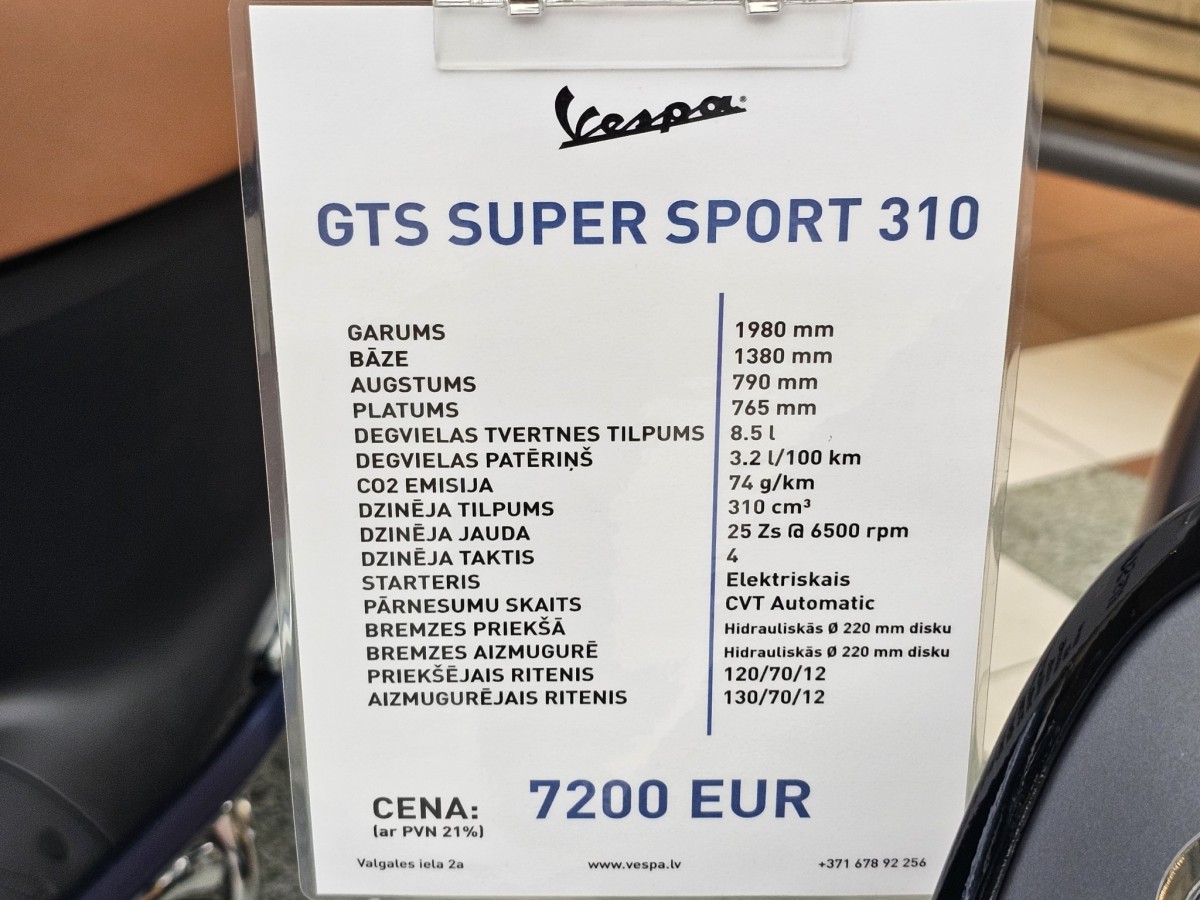 Vespa
GTS SUPER SPORT 310
GARUMS 1980 mm
BĀZE 1380 mm
AUGSTUMS 790 mm
PLATUMS 765 mm
DEGVIELAS TVERTNES TILPUMS 8.5 l
DEGVIELAS PATĒRIŅŠ 3.2 l/100 km
CO2 EMISIJA 74 g/km
DZINĒJA TILPUMS 310 cm³
DZINĒJA JAUDA 25 Zs @ 6500 rpm
DZINĒJA TAKTIS 4
STARTERIS Elektriskais
PĀRNESUMU SKAITS CVT Automatic
BREMZES PRIEKŠĀ Hidrauliskās Ø 220 mm disku
BREMZES AIZMUGURĒ Hidrauliskās Ø 220 mm disku
PRIEKŠĒJAIS RITENIS 120/70/12
AIZMUGURĒJAIS RITENIS 130/70/12
CENA: 7200 EUR
(ar PVN 21%)
Valgales iela 2a www.vespa.lv +371 678 92 256